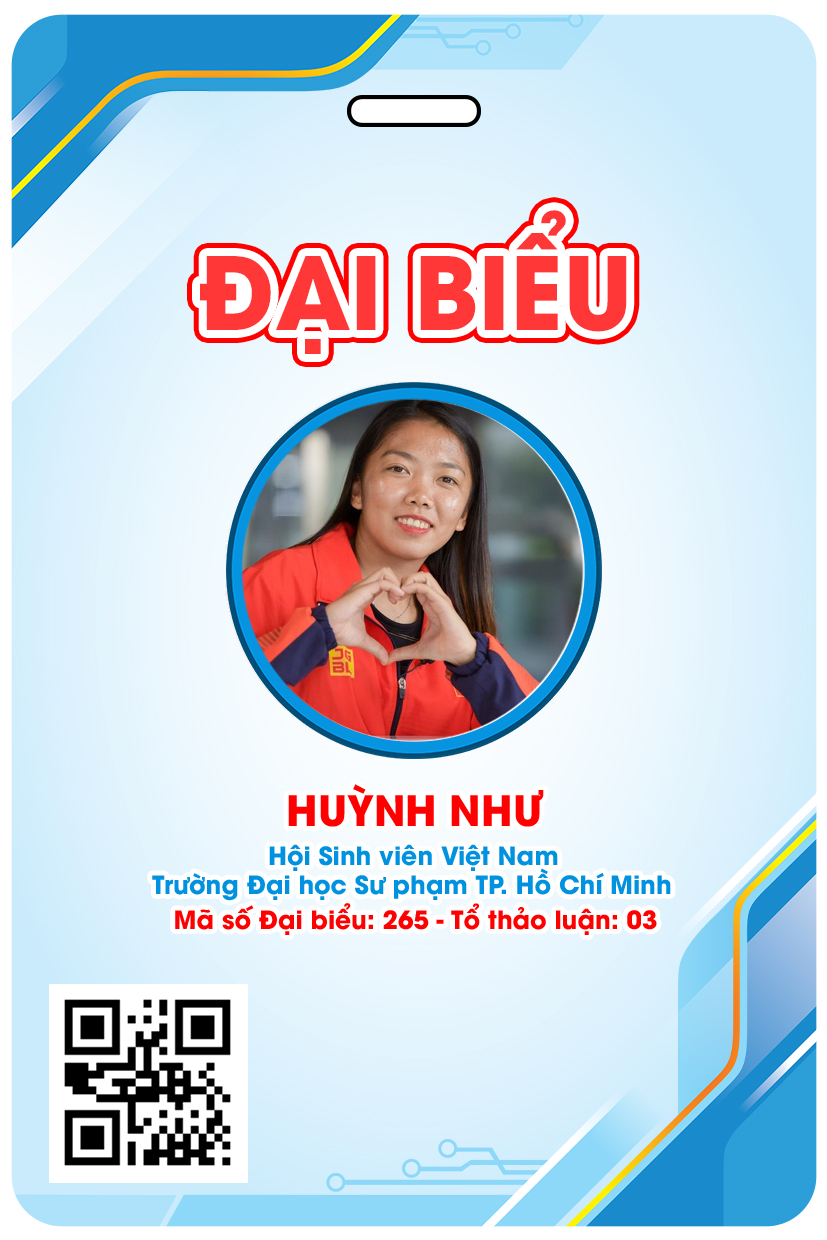 ĐẠI BIỂU
HUỲNH NHƯ
Hội Sinh viên Việt Nam
Trường Đại học Sư phạm TP. Hồ Chí Minh
Mã số Đại biểu: 265 - Tổ thảo luận: 03